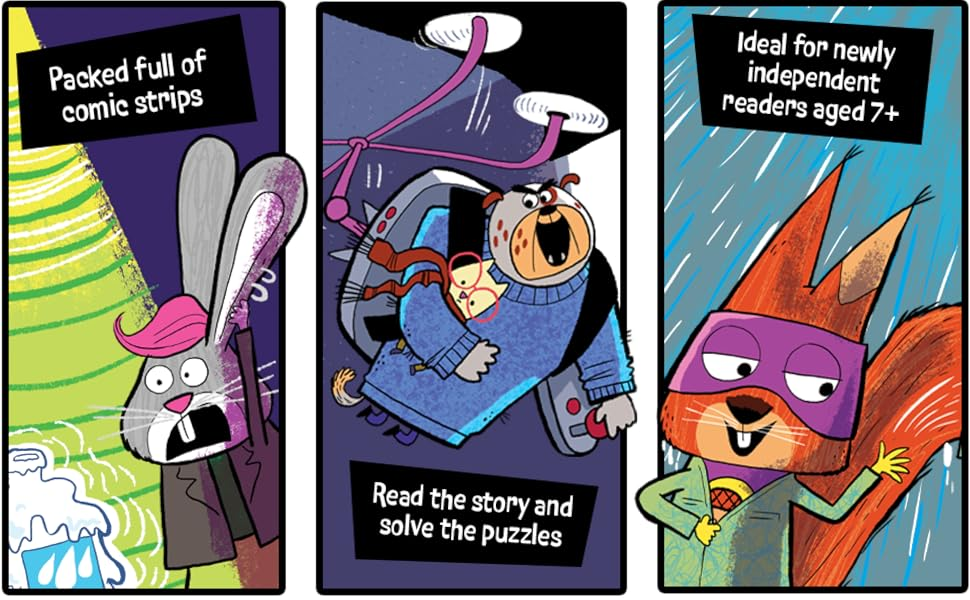 Packed full of
comic strips
Read the story and
solve the puzzles
Ideal for newly
independent
readers aged 7+